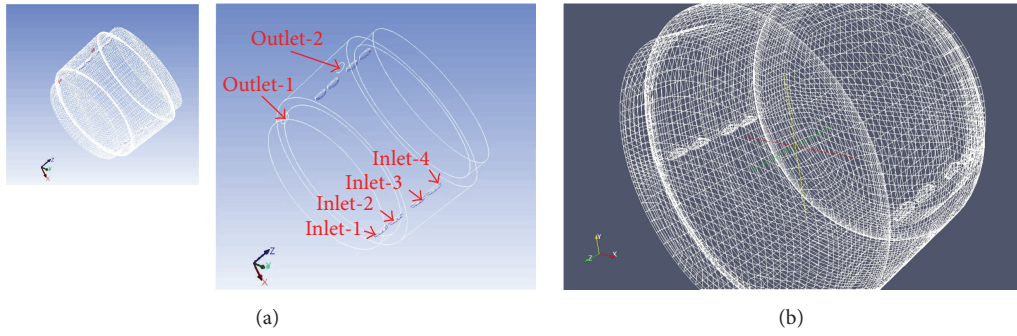 Outlet-2
Outlet-1
Inlet-4
Inlet-3
Inlet-2
Inlet-1
Z
Y
X
Z
Y
X
Y
Z
X
(a)
(b)